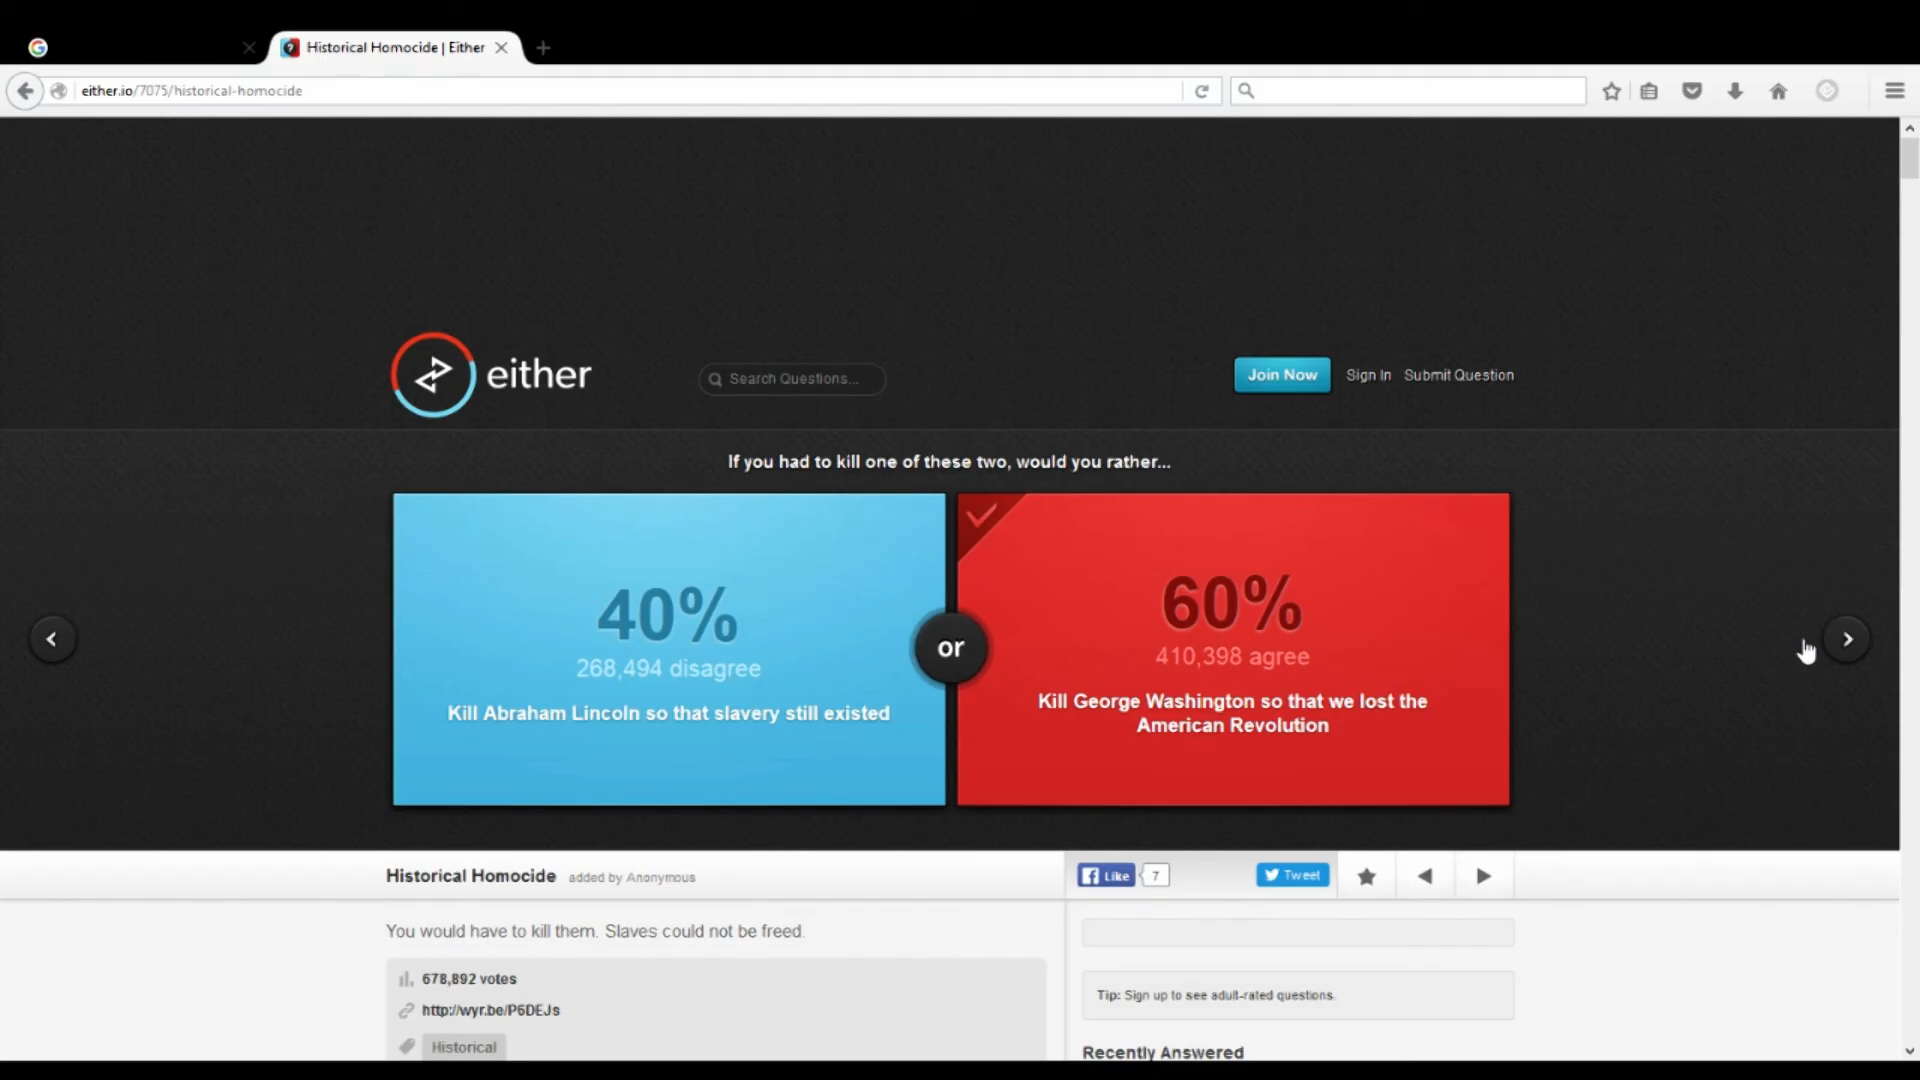 Historical Homocide | Either
either.io/7075/historical-homocide
either
Search Questions...
Join Now
Sign In
Submit Question
If you had to kill one of these two, would you rather...
40%
268,494 disagree
Kill Abraham Lincoln so that slavery still existed
or
60%
410,398 agree
Kill George Washington so that we lost the
American Revolution
Historical Homocide added by Anonymous
Like
7
Tweet
You would have to kill them. Slaves could not be freed.
678,892 votes
http://wyr.be/P6DEJs
Historical
Tip: Sign up to see adult-rated questions.
Recently Answered